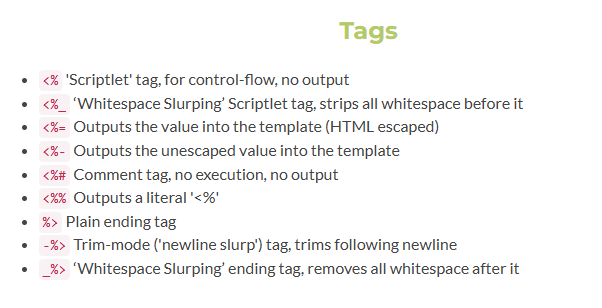 Tags
<% 'Scriptlet' tag, for control-flow, no output
<%_ ‘Whitespace Slurping’ Scriptlet tag, strips all whitespace before it
<%= Outputs the value into the template (HTML escaped)
<%- Outputs the unescaped value into the template
<%# Comment tag, no execution, no output
<%% Outputs a literal '<%'
%> Plain ending tag
-%> Trim-mode ('newline slurp') tag, trims following newline
_%> ‘Whitespace Slurping’ ending tag, removes all whitespace after it